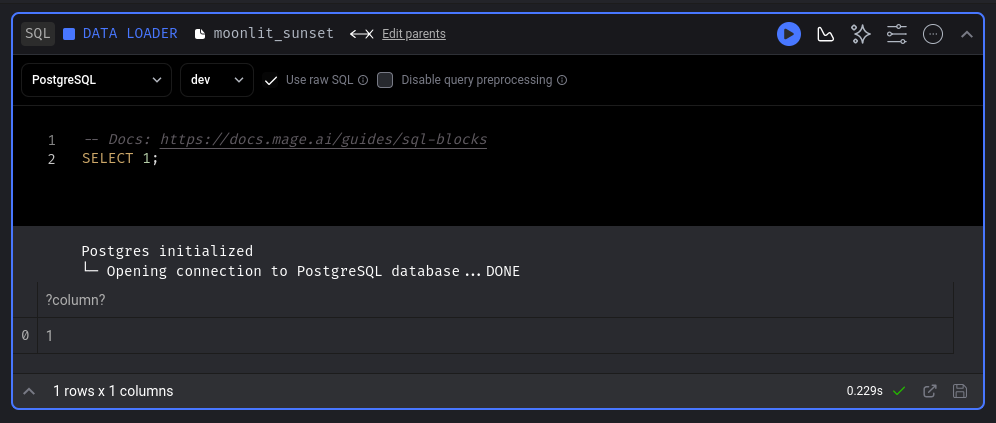 SQL DATA LOADER moonlit_sunset Edit parents
PostgreSQL dev Use raw SQL Disable query preprocessing
1 -- Docs: https://docs.mage.ai/guides/sql-blocks
2 SELECT 1;
Postgres initialized
└─ Opening connection to PostgreSQL database...DONE
?column?
0 1
1 rows x 1 columns 0.229s